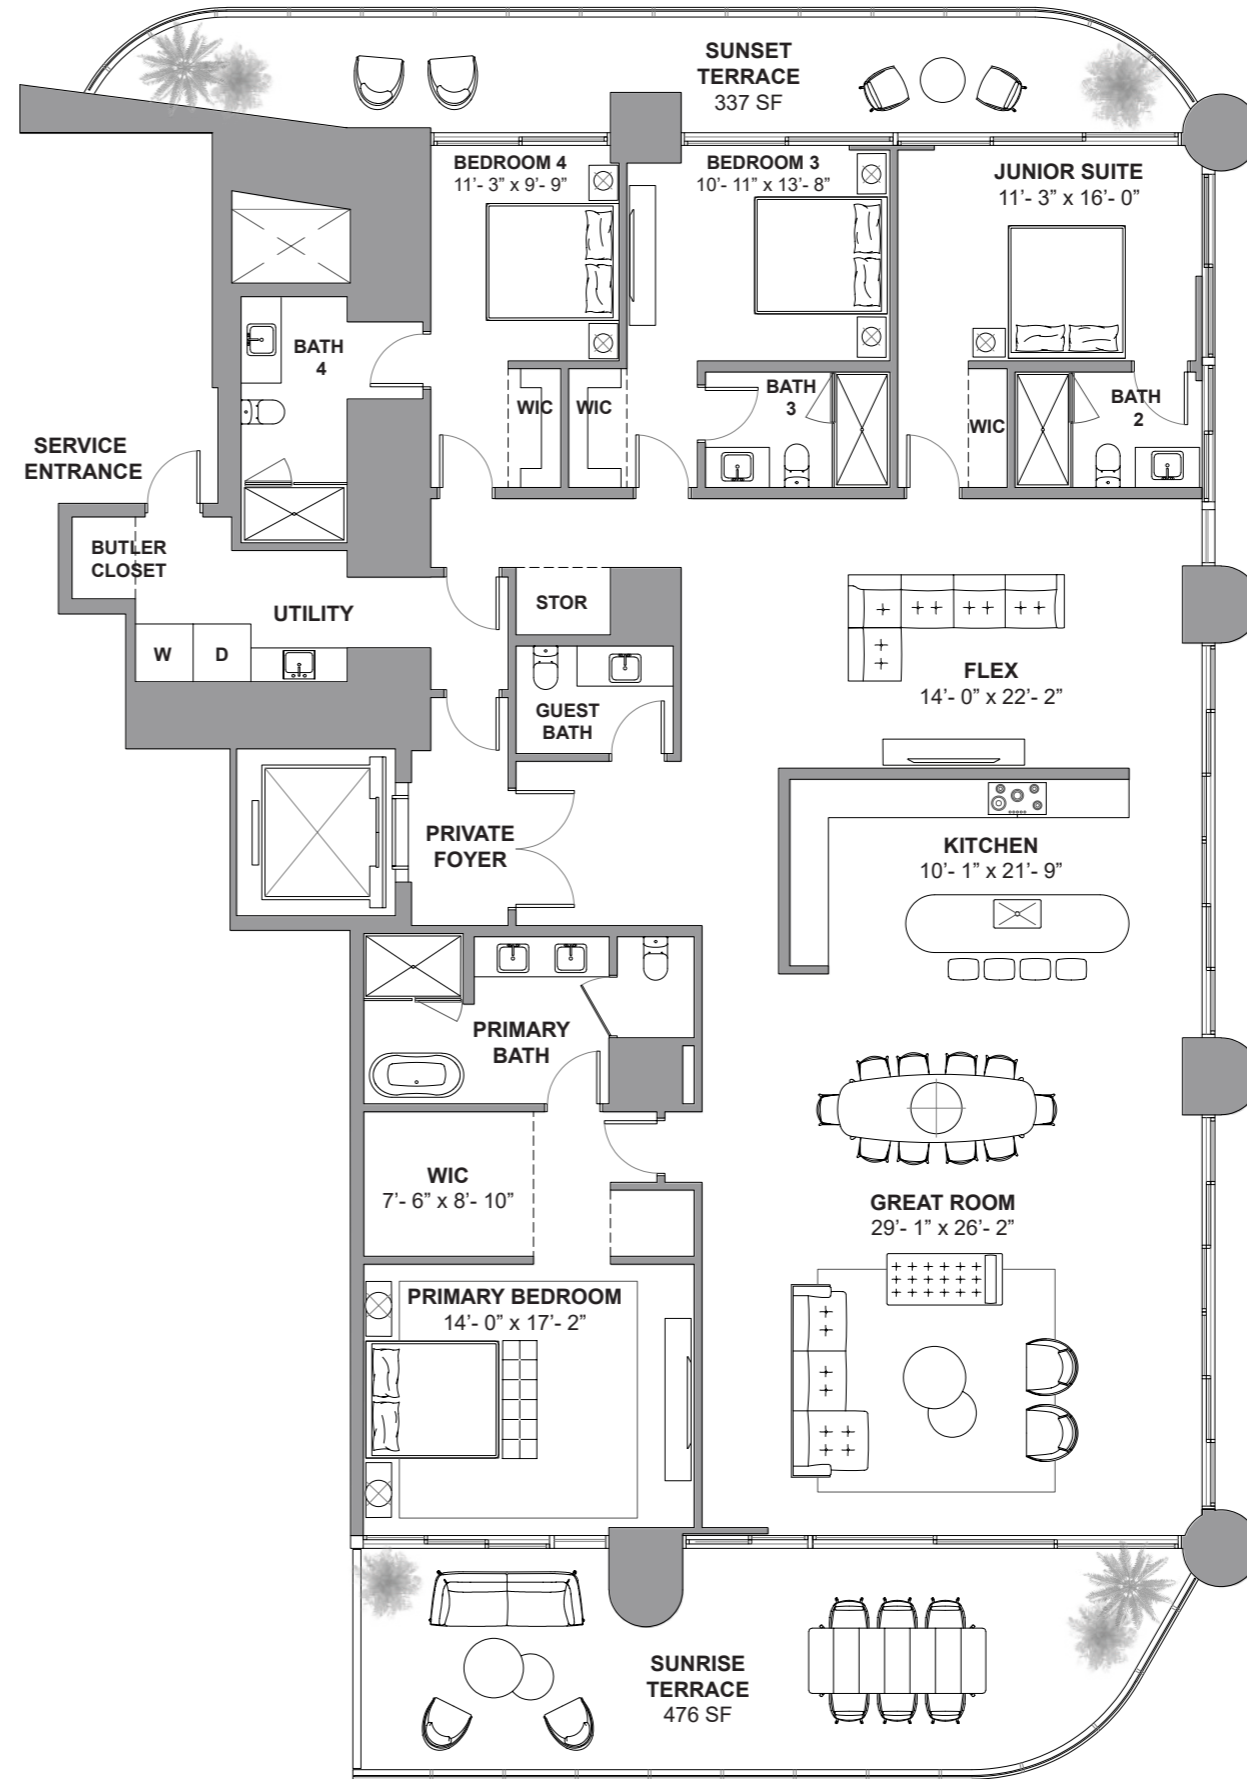 SUNSET
TERRACE
337 SF
BEDROOM 4
11’- 3” x 9’- 9”
BEDROOM 3
10’- 11” x 13’- 8”
JUNIOR SUITE
11’- 3” x 16’- 0”
BATH
4
WIC
WIC
BATH
3
WIC
BATH
2
SERVICE
ENTRANCE
BUTLER
CLOSET
UTILITY
W
D
STOR
GUEST
BATH
FLEX
14’- 0” x 22’- 2”
PRIVATE
FOYER
KITCHEN
10’- 1” x 21’- 9”
PRIMARY
BATH
WIC
7’- 6” x 8’- 10”
GREAT ROOM
29’- 1” x 26’- 2”
PRIMARY BEDROOM
14’- 0” x 17’- 2”
SUNRISE
TERRACE
476 SF